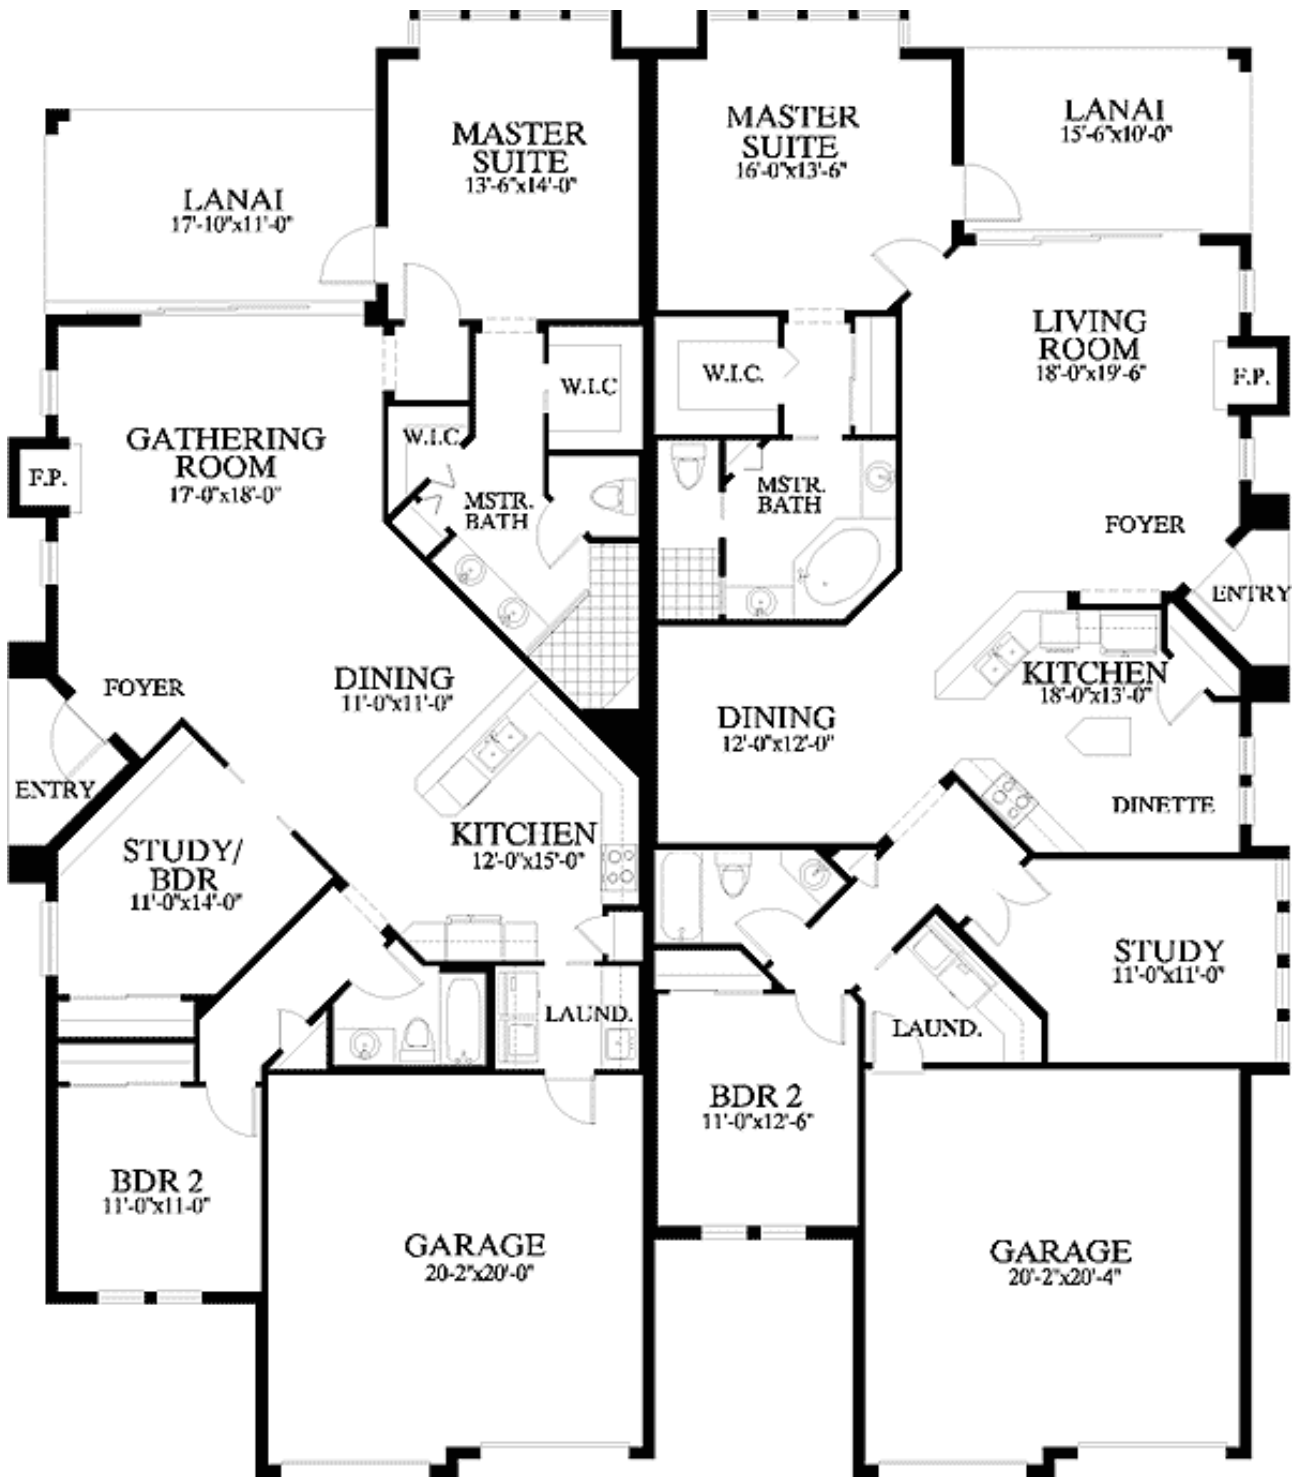 MASTER
SUITE
13'-6"x14'-0"
LANAI
17'-10"x11'-0"
W.I.C
W.I.C.
GATHERING
ROOM
17'-0"x18'-0"
F.P.
MSTR.
BATH
FOYER
DINING
11'-0"x11'-0"
ENTRY
KITCHEN
12'-0"x15'-0"
STUDY/
BDR
11'-0"x14'-0"
LAUND.
BDR 2
11'-0"x11-0"
GARAGE
20-2"x20'-0"
MASTER
SUITE
16'-0"x13'-6"
LANAI
15'-6"x10'-0"
LIVING
ROOM
18'-0"x19'-6"
W.I.C.
F.P.
MSTR.
BATH
FOYER
ENTRY
KITCHEN
18'-0"x13'-0"
DINING
12'-0"x12'-0"
DINETTE
STUDY
11'-0"x11'-0"
LAUND.
BDR 2
11'-0"x12'-6"
GARAGE
20'-2"x20'-4"